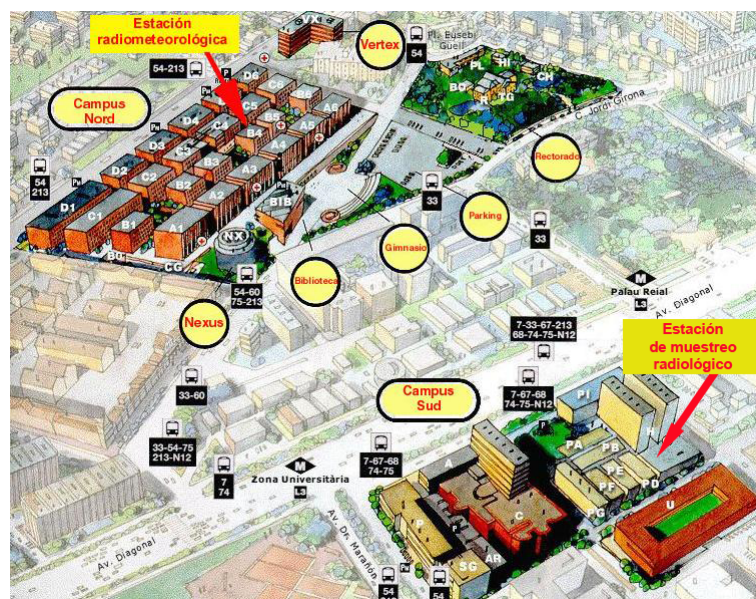 Estación
radiometeorológica
VX
Vertex
54
Pl. Eusebi
Güell
54-213
P
Campus
Nord
PL
HI
BO
CH
R
TG
C. Jordi Girona
Rectorado
D6
C6
B6
A6
C5
B5
A5
D4
C4
B4
A4
D3
B3
A3
D2
C2
B2
A2
D1
C1
B1
A1
54
213
BIB
33
Parking
33
Gimnasio
Biblioteca
NX
CG
54-60
75-213
Nexus
M
Palau Reial
L3
Av. Diagonal
7-33-67-213
68-74-75-N12
Estación
de muestreo
radiológico
Campus
Sud
7-67-68
74-75-N12
33-60
33-54-75
213-N12
7-67-68
74-75
7
74
M
Zona Universitària
L3
Av. Diagonal
Av. Dr. Marañón
PI
H
PA
PB
PE
PF
PD
PG
U
A
P
C
AR
SG
54
54